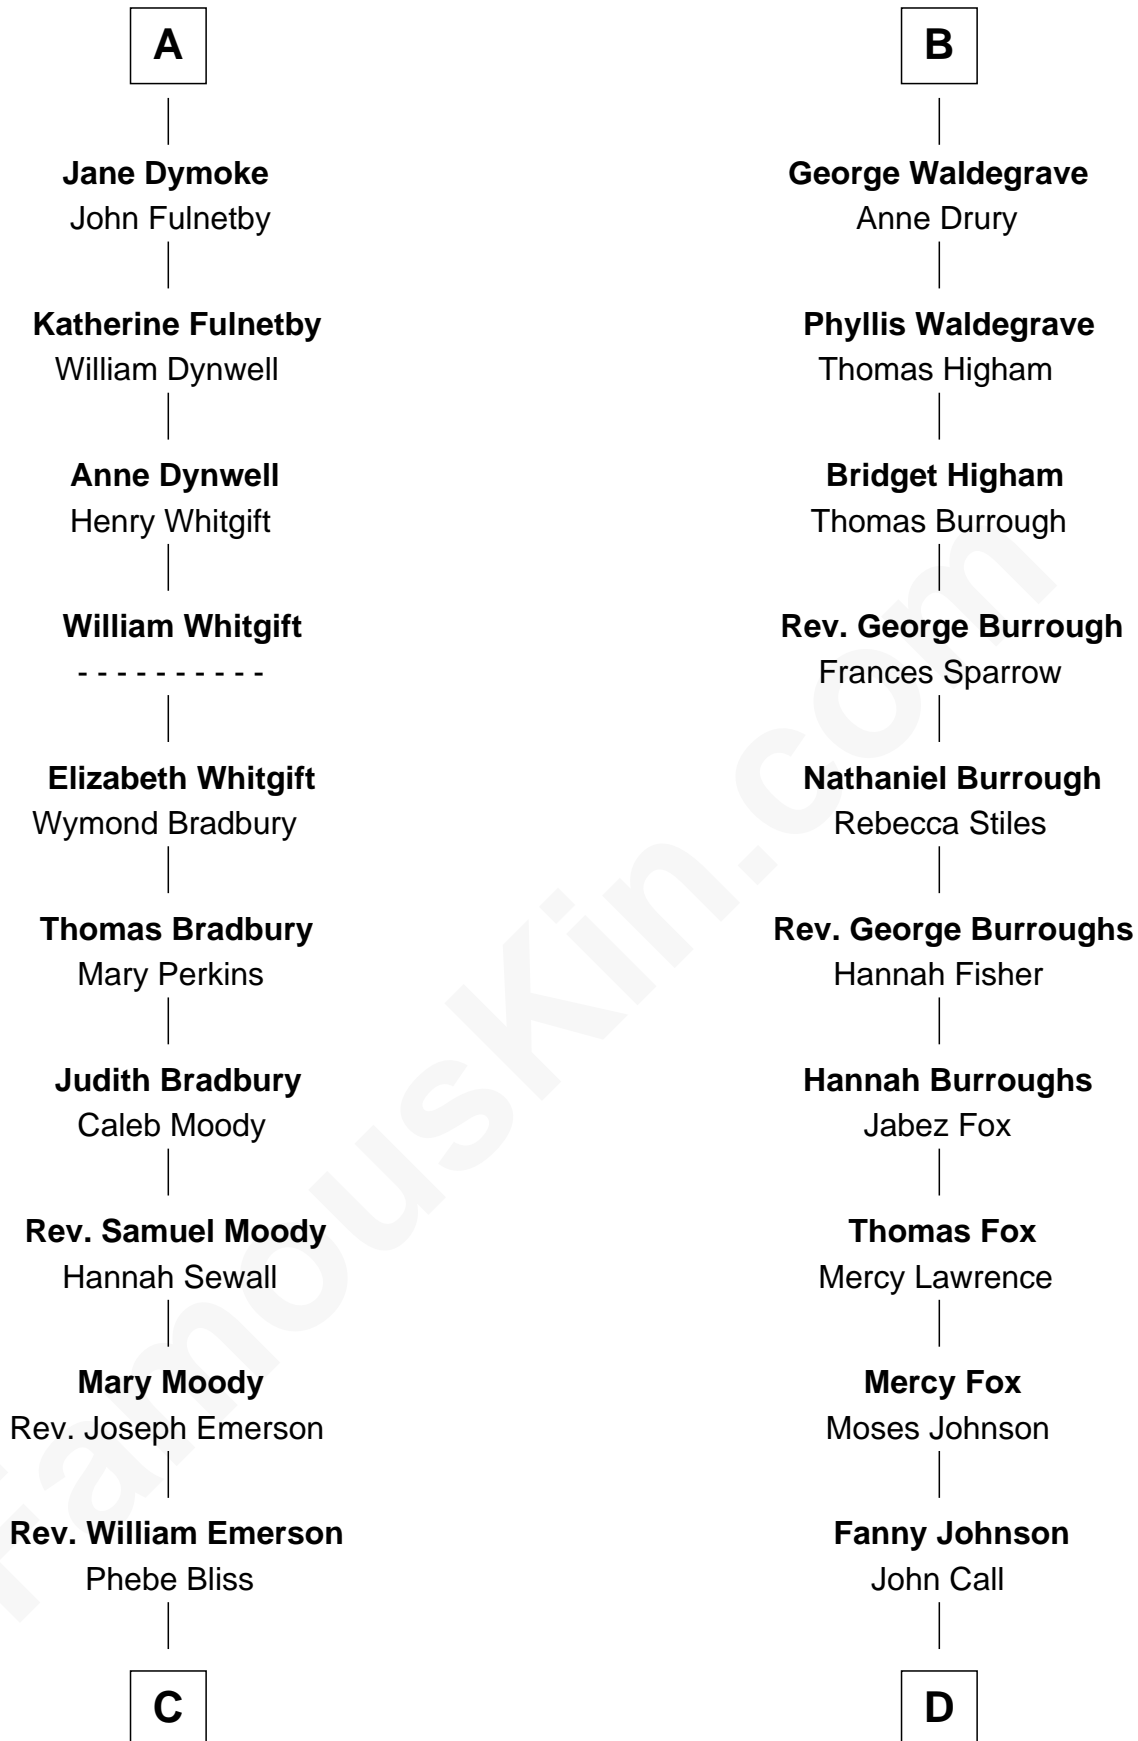 A
Jane Dymoke
John Fulnetby
Katherine Fulnetby
William Dynwell
Anne Dynwell
Henry Whitgift
William Whitgift
- - - - - - - - - -
Elizabeth Whitgift
Wymond Bradbury
Thomas Bradbury
Mary Perkins
Judith Bradbury
Caleb Moody
Rev. Samuel Moody
Hannah Sewall
Mary Moody
Rev. Joseph Emerson
Rev. William Emerson
Phebe Bliss
C
B
George Waldegrave
Anne Drury
Phyllis Waldegrave
Thomas Higham
Bridget Higham
Thomas Burrough
Rev. George Burrough
Frances Sparrow
Nathaniel Burrough
Rebecca Stiles
Rev. George Burroughs
Hannah Fisher
Hannah Burroughs
Jabez Fox
Thomas Fox
Mercy Lawrence
Mercy Fox
Moses Johnson
Fanny Johnson
John Call
D
FamousKin.com